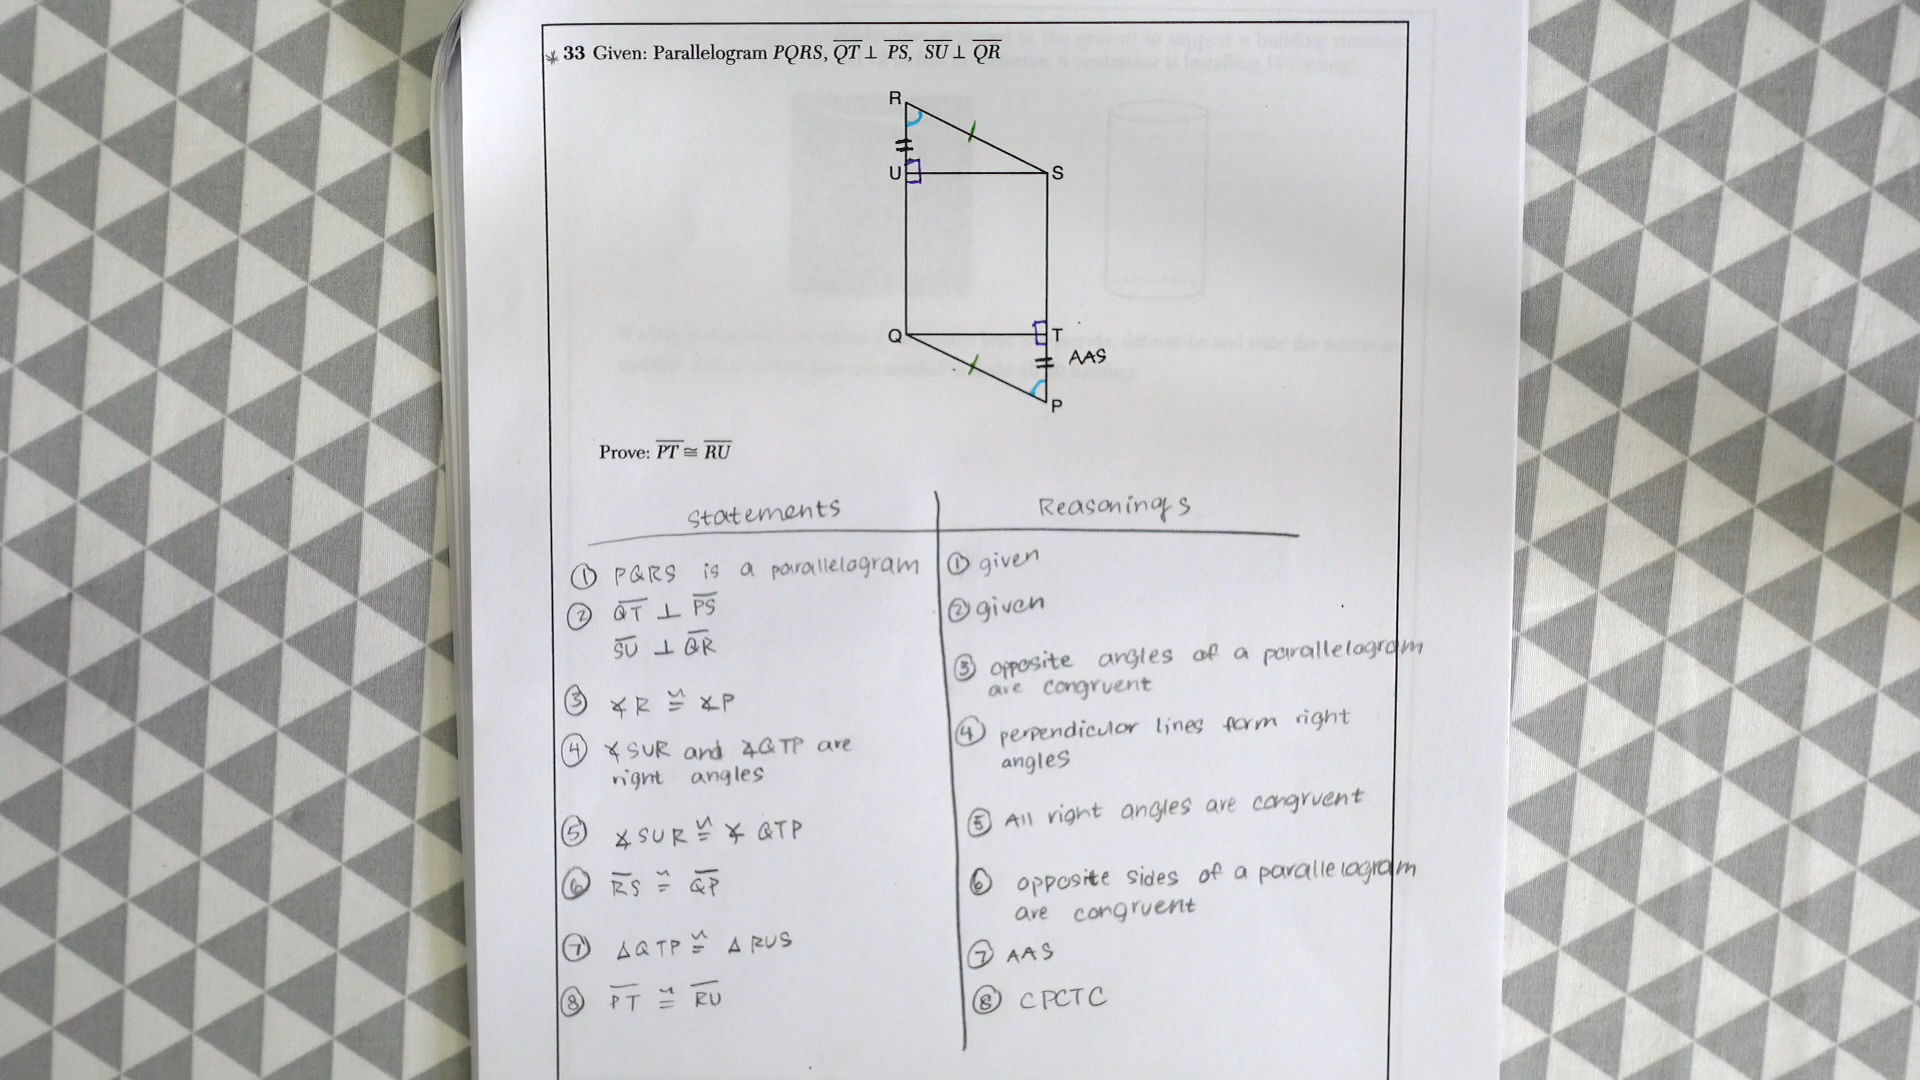 * 33 Given: Parallelogram PQRS, QT ⊥ PS, SU ⊥ QR
R
U
S
Q
T
AAS
P
Prove: PT ≅ RU
statements
Reasonings
① PQRS is a parallelogram
① given
② QT ⊥ PS
② given
SU ⊥ QR
③ ∡R ≅ ∡P
③ opposite angles of a parallelogram
are congruent
④ ∡SUR and ∡QTP are
right angles
④ perpendicular lines form right
angles
⑤ ∡SUR ≅ ∡QTP
⑤ All right angles are congruent
⑥ RS ≅ QP
⑥ opposite sides of a parallelogram
are congruent
⑦ ΔQTP ≅ ΔRUS
⑦ AAS
⑧ PT ≅ RU
⑧ CPCTC